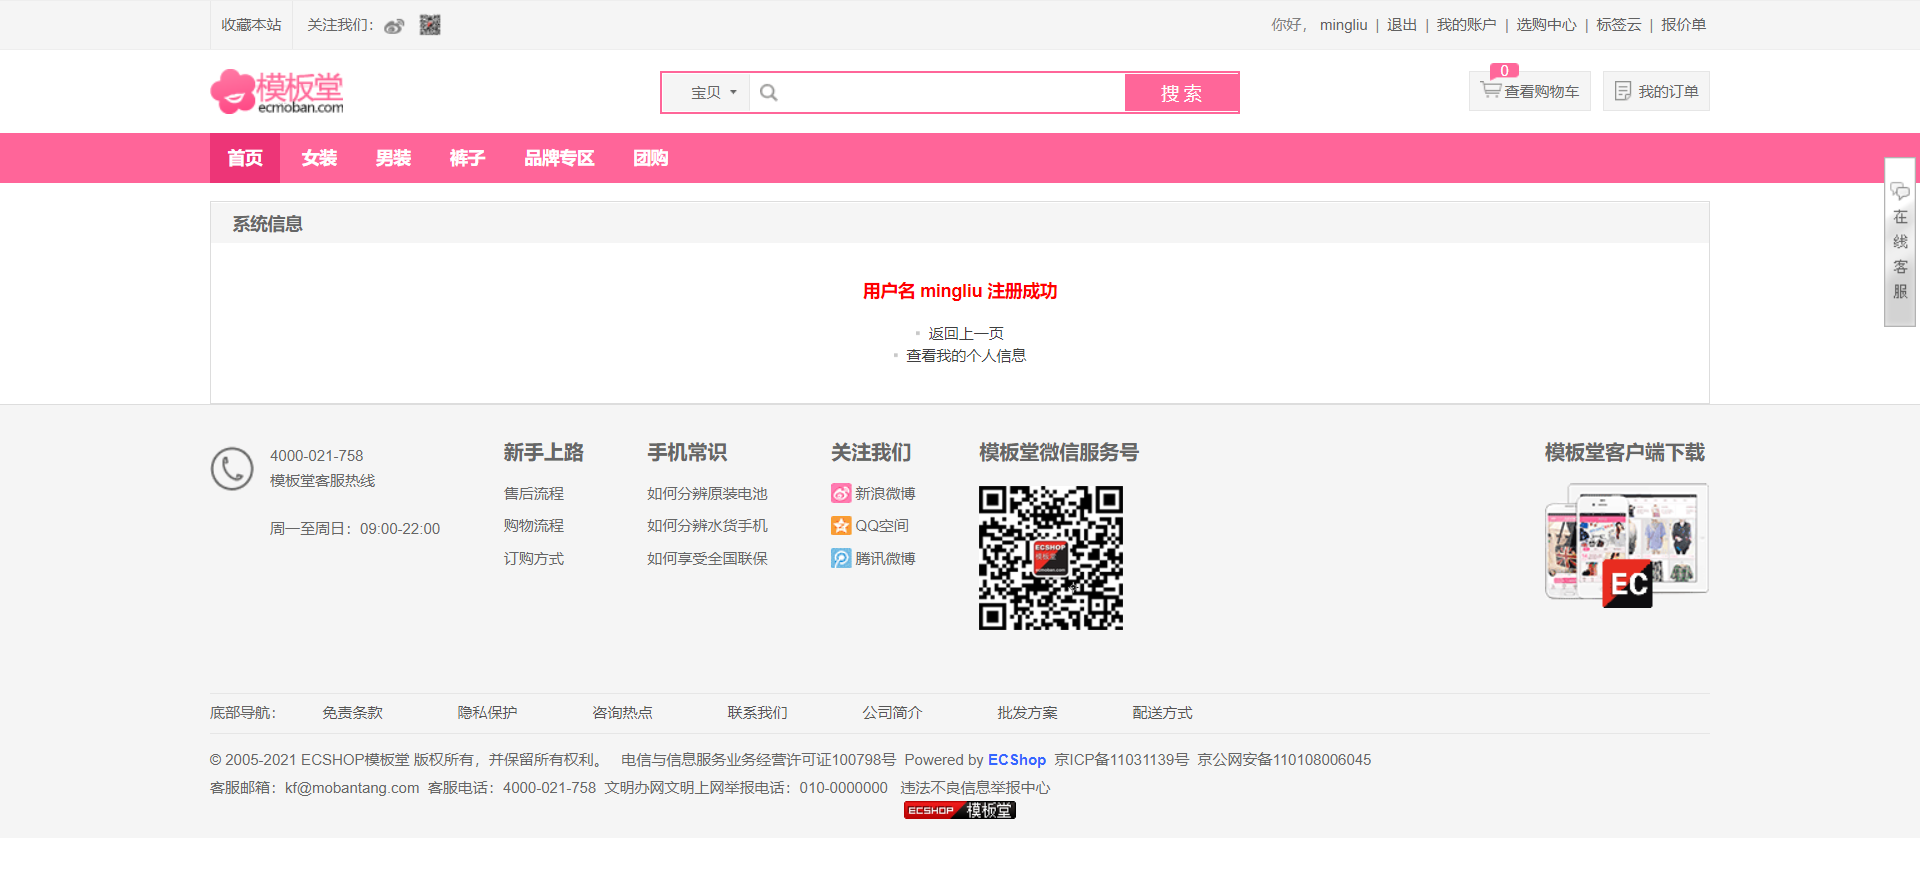 收藏本站 关注我们： 你好， mingliu | 退出 | 我的账户 | 选购中心 | 标签云 | 报价单
模板堂
ecmoban.com
宝贝 搜 索 0 查看购物车 我的订单
首页 女装 男装 裤子 品牌专区 团购
在线客服
系统信息
用户名 mingliu 注册成功
返回上一页
查看我的个人信息
4000-021-758
模板堂客服热线
周一至周日：09:00-22:00
新手上路
售后流程
购物流程
订购方式
手机常识
如何分辨原装电池
如何分辨水货手机
如何享受全国联保
关注我们
新浪微博
QQ空间
腾讯微博
模板堂微信服务号
ECSHOP
模板堂
ecmoban.com
模板堂客户端下载
EC
底部导航： 免责条款 隐私保护 咨询热点 联系我们 公司简介 批发方案 配送方式
© 2005-2021 ECSHOP模板堂 版权所有，并保留所有权利。 电信与信息服务业务经营许可证100798号 Powered by ECShop 京ICP备11031139号 京公网安备110108006045
客服邮箱：kf@mobantang.com 客服电话：4000-021-758 文明办网文明上网举报电话：010-0000000 违法不良信息举报中心
ECSHOP 模板堂